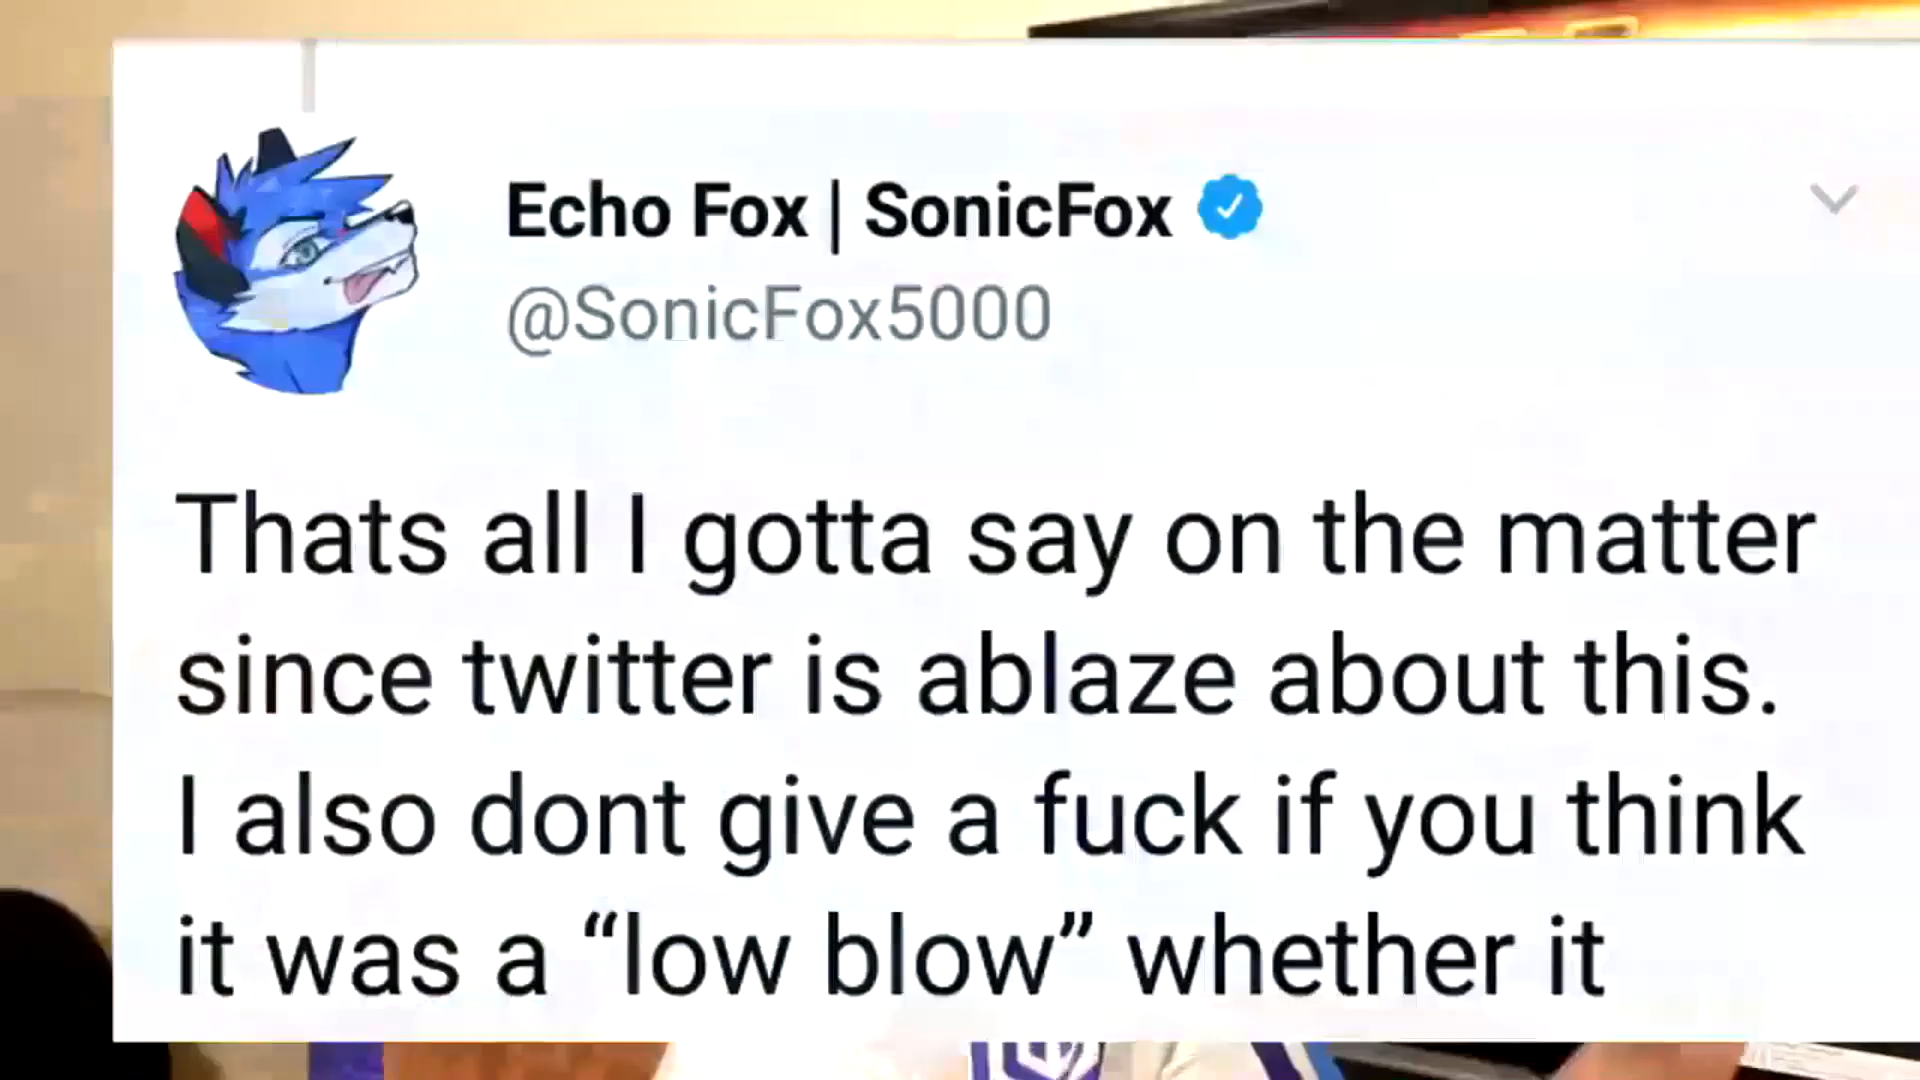 Echo Fox | SonicFox
@SonicFox5000
Thats all I gotta say on the matter
since twitter is ablaze about this.
I also dont give a fuck if you think
it was a “low blow” whether it